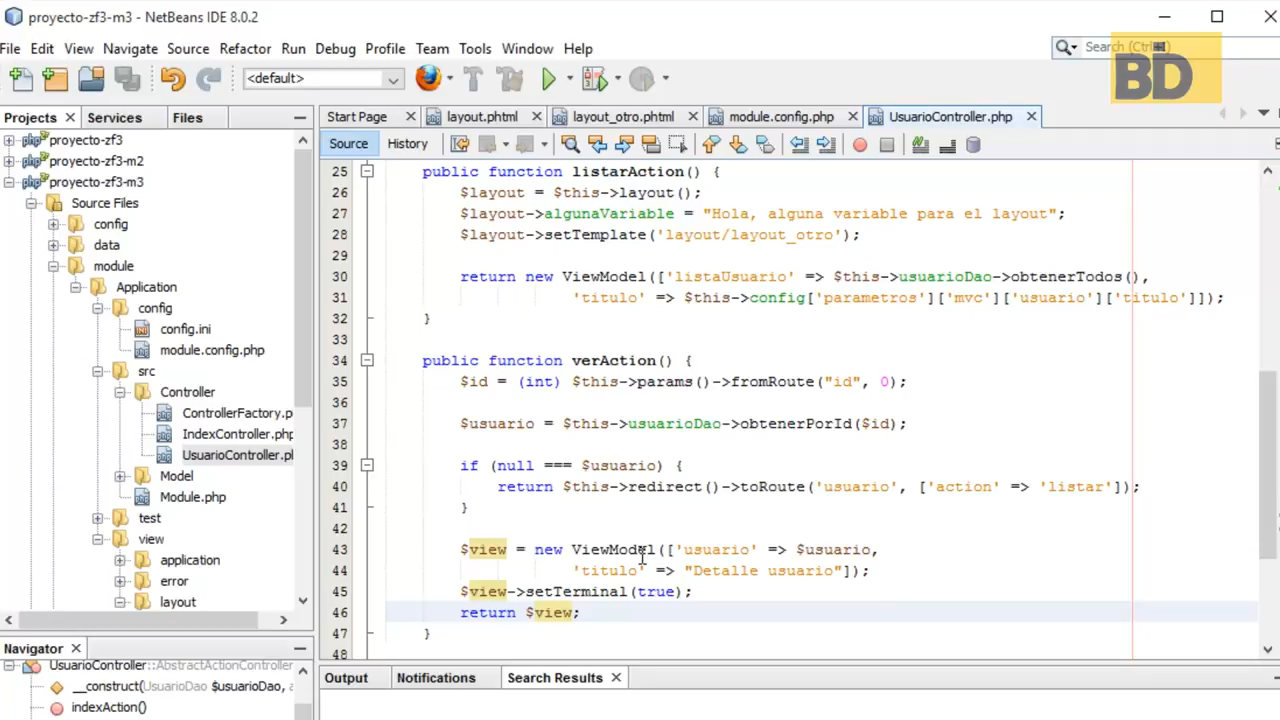 proyecto-zf3-m3 - NetBeans IDE 8.0.2
File Edit View Navigate Source Refactor Run Debug Profile Team Tools Window Help
Search (Ctrl
BD
<default>
Projects Services Files
Start Page layout.phtml layout_otro.phtml module.config.php UsuarioController.php
Source History
proyecto-zf3
proyecto-zf3-m2
proyecto-zf3-m3
Source Files
config
data
module
Application
config
config.ini
module.config.php
src
Controller
ControllerFactory.p
IndexController.php
UsuarioController.pl
Model
Module.php
test
view
application
error
layout
25 public function listarAction() {
26 $layout = $this->layout();
27 $layout->algunaVariable = "Hola, alguna variable para el layout";
28 $layout->setTemplate('layout/layout_otro');
29
30 return new ViewModel(['listaUsuario' => $this->usuarioDao->obtenerTodos(),
31 'titulo' => $this->config['parametros']['mvc']['usuario']['titulo']]);
32 }
33
34 public function verAction() {
35 $id = (int) $this->params()->fromRoute("id", 0);
36
37 $usuario = $this->usuarioDao->obtenerPorId($id);
38
39 if (null === $usuario) {
40 return $this->redirect()->toRoute('usuario', ['action' => 'listar']);
41 }
42
43 $view = new ViewModel(['usuario' => $usuario,
44 'titulo' => "Detalle usuario"]);
45 $view->setTerminal(true);
46 return $view;
47 }
48
Navigator
UsuarioController::AbstractActionController
__construct(UsuarioDao $usuarioDao,
indexAction()
Output Notifications Search Results